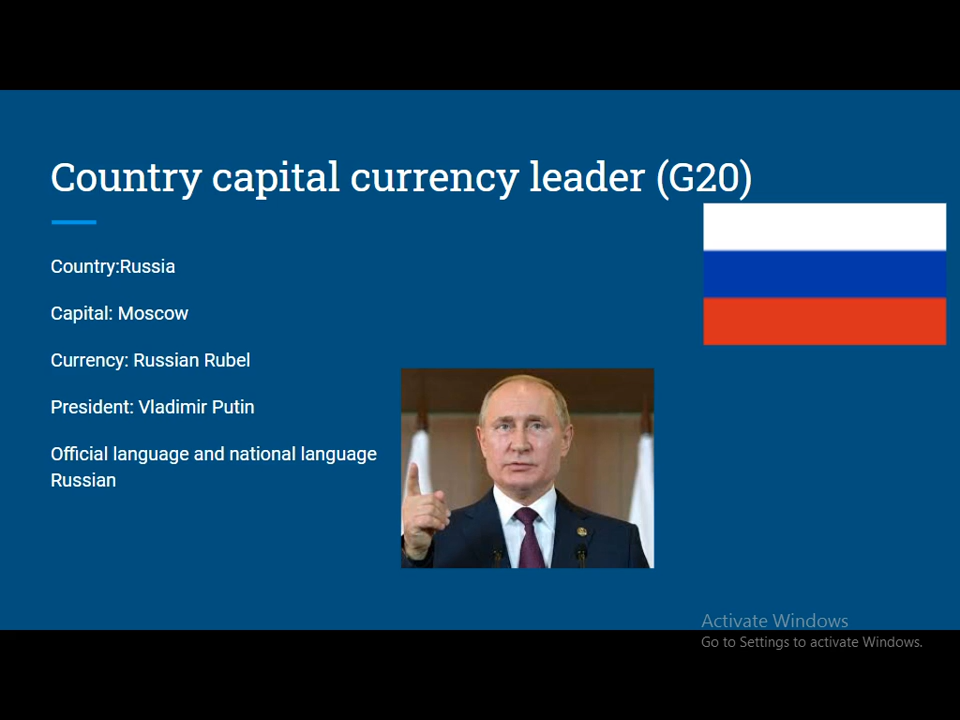 Country capital currency leader (G20)
Country:Russia
Capital: Moscow
Currency: Russian Rubel
President: Vladimir Putin
Official language and national language
Russian
Activate Windows
Go to Settings to activate Windows.